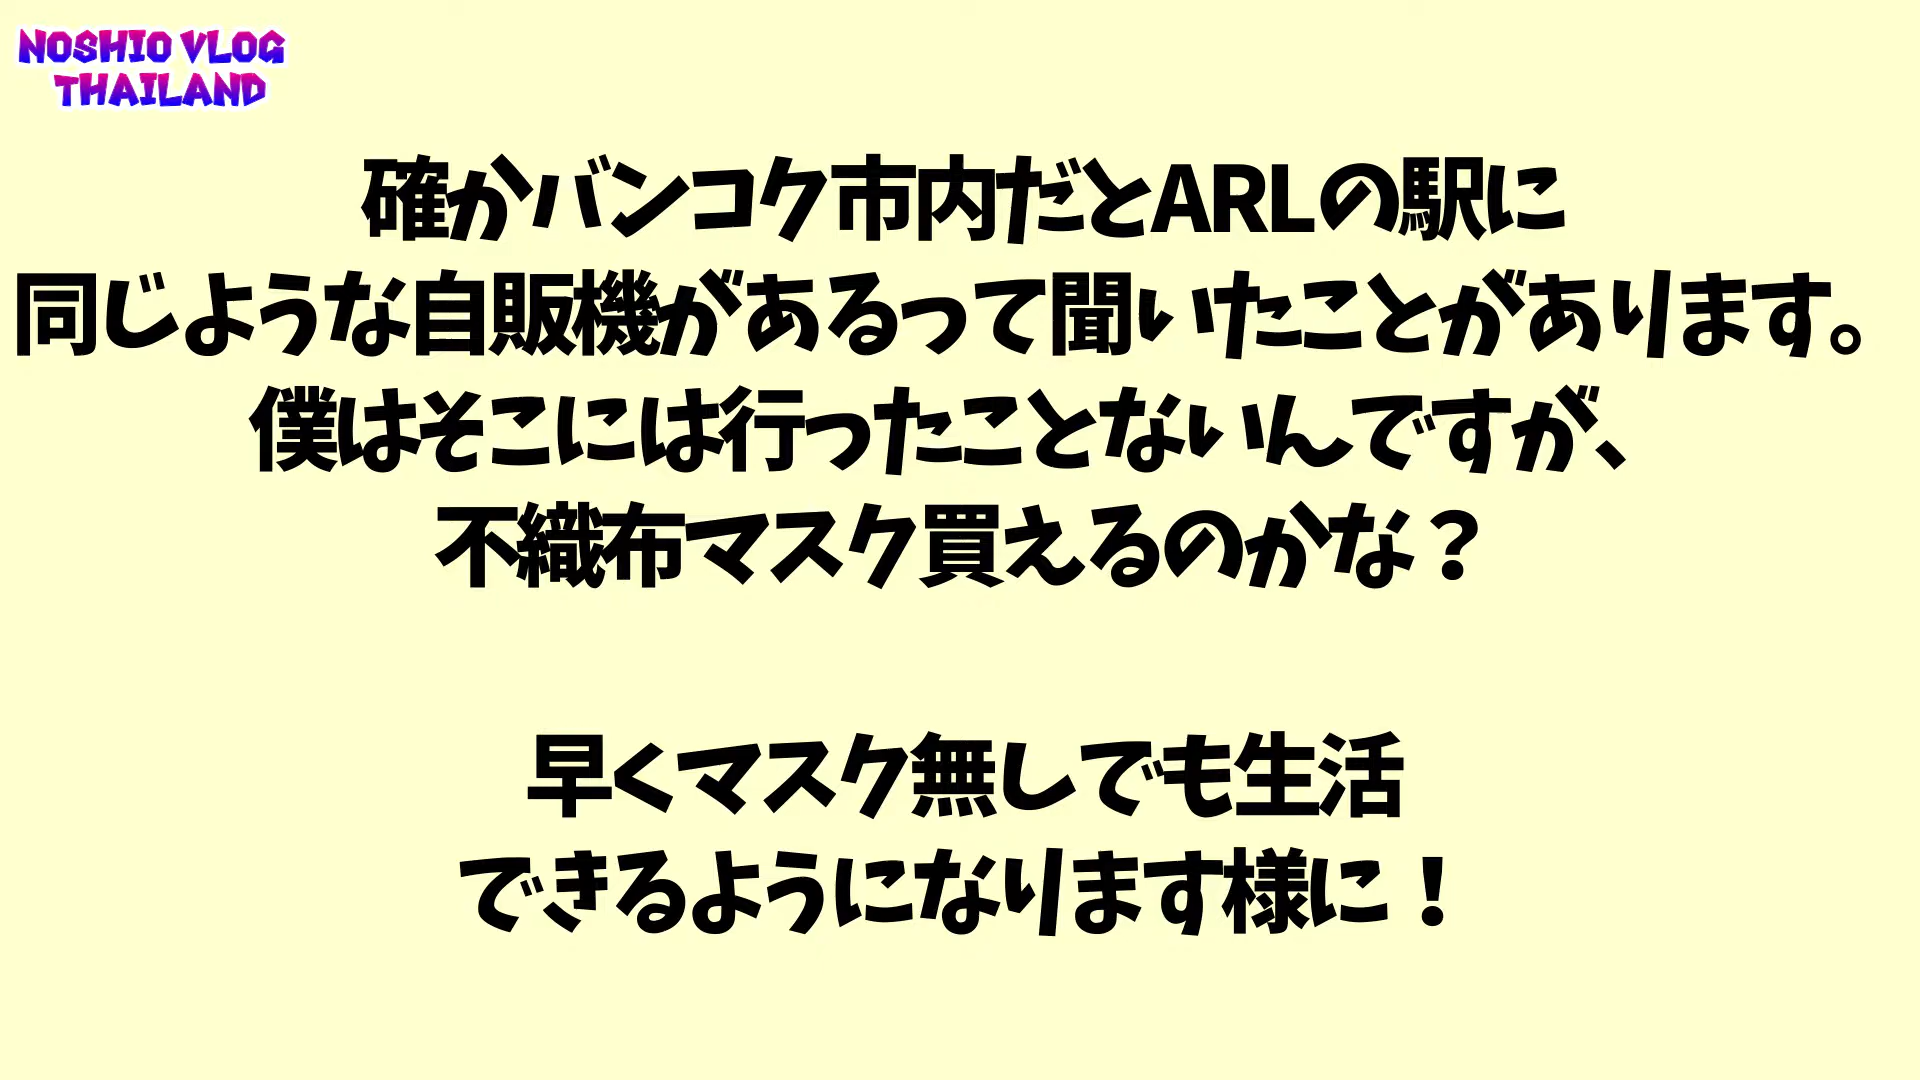 NOSHIO VLOG
THAILAND
確かバンコク市内だとARLの駅に
同じような自販機があるって聞いたことがあります。
僕はそこには行ったことないんですが、
不織布マスク買えるのかな？
早くマスク無しでも生活
できるようになります様に！